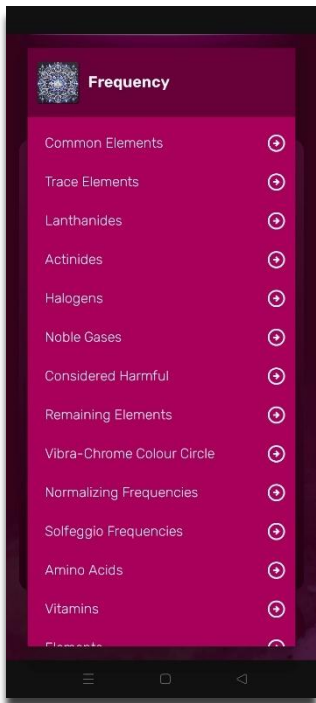 Frequency
Common Elements
Trace Elements
Lanthanides
Actinides
Halogens
Noble Gases
Considered Harmful
Remaining Elements
Vibra-Chrome Colour Circle
Normalizing Frequencies
Solfeggio Frequencies
Amino Acids
Vitamins
Elements